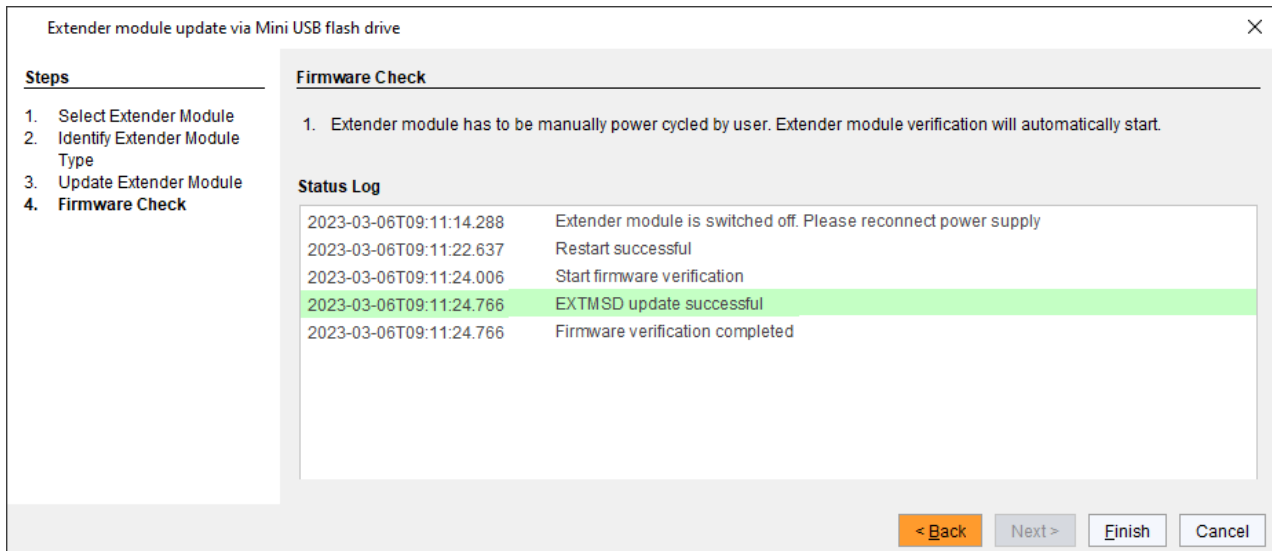 Extender module update via Mini USB flash drive
Steps
1. Select Extender Module
2. Identify Extender Module
Type
3. Update Extender Module
4. Firmware Check
Firmware Check
1. Extender module has to be manually power cycled by user. Extender module verification will automatically start.
Status Log
2023-03-06T09:11:14.288 Extender module is switched off. Please reconnect power supply
2023-03-06T09:11:22.637 Restart successful
2023-03-06T09:11:24.006 Start firmware verification
2023-03-06T09:11:24.766 EXTMSD update successful
2023-03-06T09:11:24.766 Firmware verification completed
< Back Next > Finish Cancel